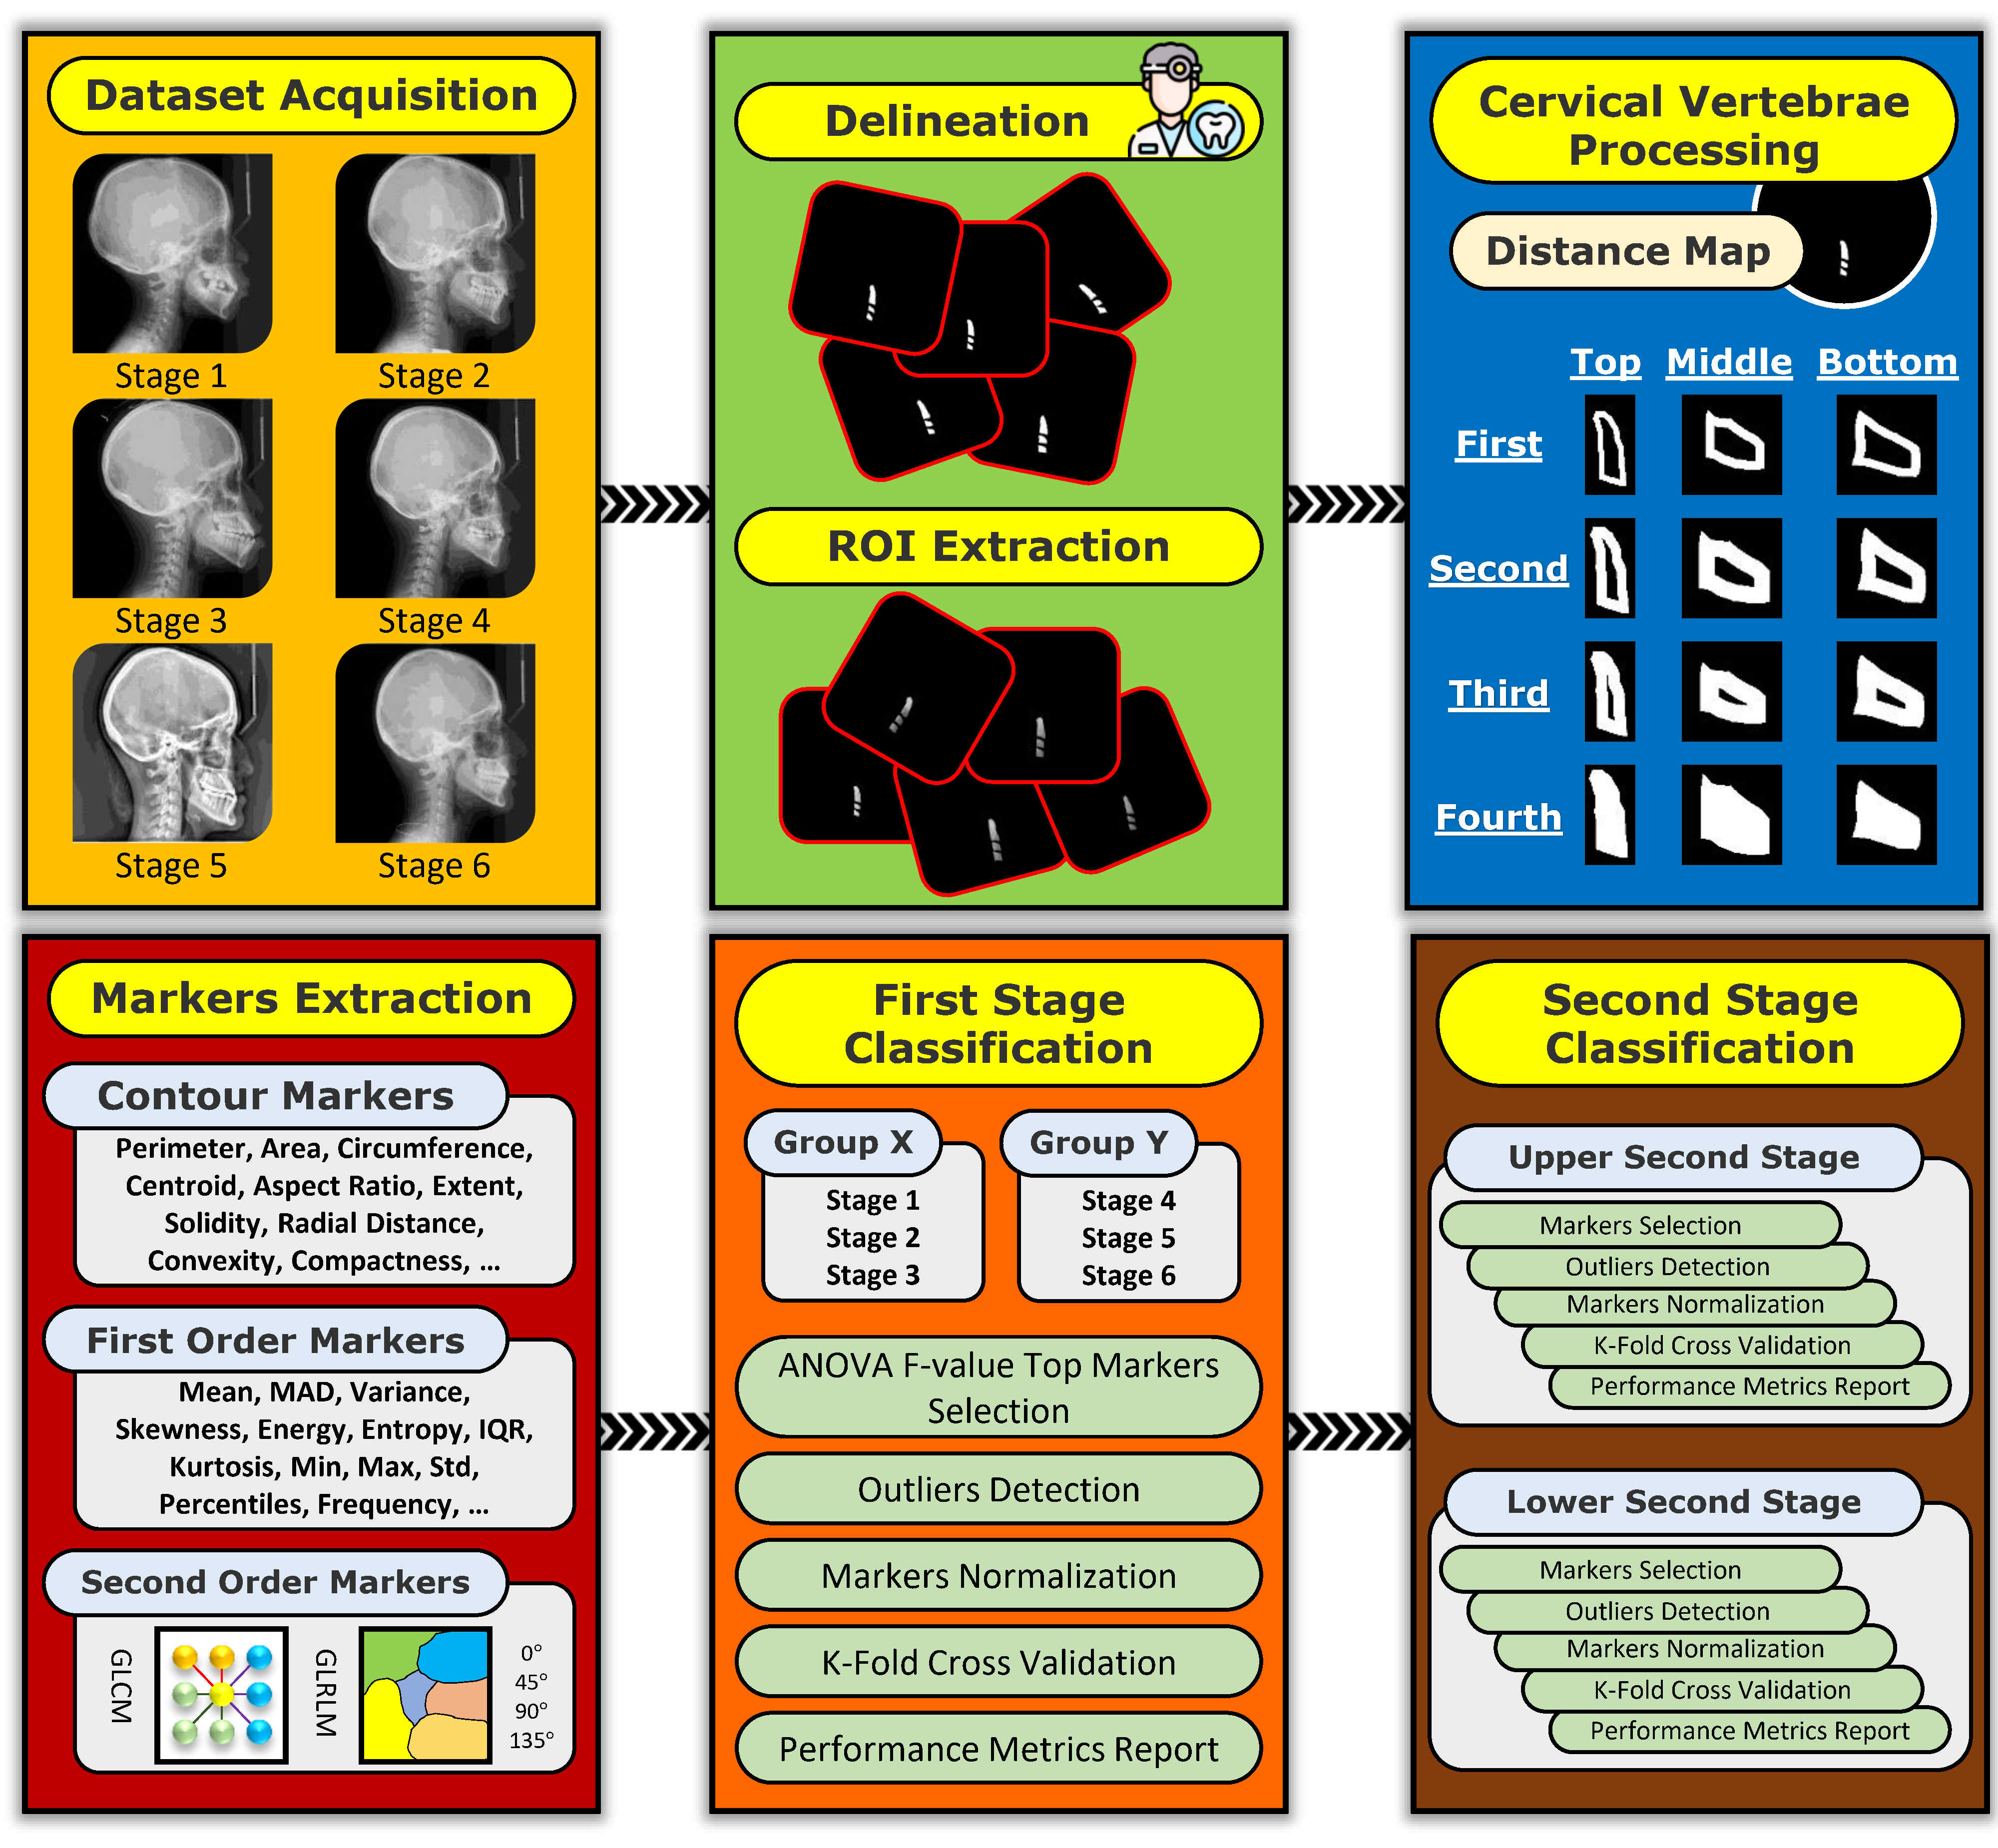 Dataset Acquisition
Stage 1
Stage 2
Stage 3
Stage 4
Stage 5
Stage 6
Delineation
ROI Extraction
Cervical Vertebrae
Processing
Distance Map
Top Middle Bottom
First
Second
Third
Fourth
Markers Extraction
Contour Markers
Perimeter, Area, Circumference,
Centroid, Aspect Ratio, Extent,
Solidity, Radial Distance,
Convexity, Compactness, ...
First Order Markers
Mean, MAD, Variance,
Skewness, Energy, Entropy, IQR,
Kurtosis, Min, Max, Std,
Percentiles, Frequency, ...
Second Order Markers
GLCM
GLRLM
0°
45°
90°
135°
First Stage
Classification
Group X
Stage 1
Stage 2
Stage 3
Group Y
Stage 4
Stage 5
Stage 6
ANOVA F-value Top Markers
Selection
Outliers Detection
Markers Normalization
K-Fold Cross Validation
Performance Metrics Report
Second Stage
Classification
Upper Second Stage
Markers Selection
Outliers Detection
Markers Normalization
K-Fold Cross Validation
Performance Metrics Report
Lower Second Stage
Markers Selection
Outliers Detection
Markers Normalization
K-Fold Cross Validation
Performance Metrics Report